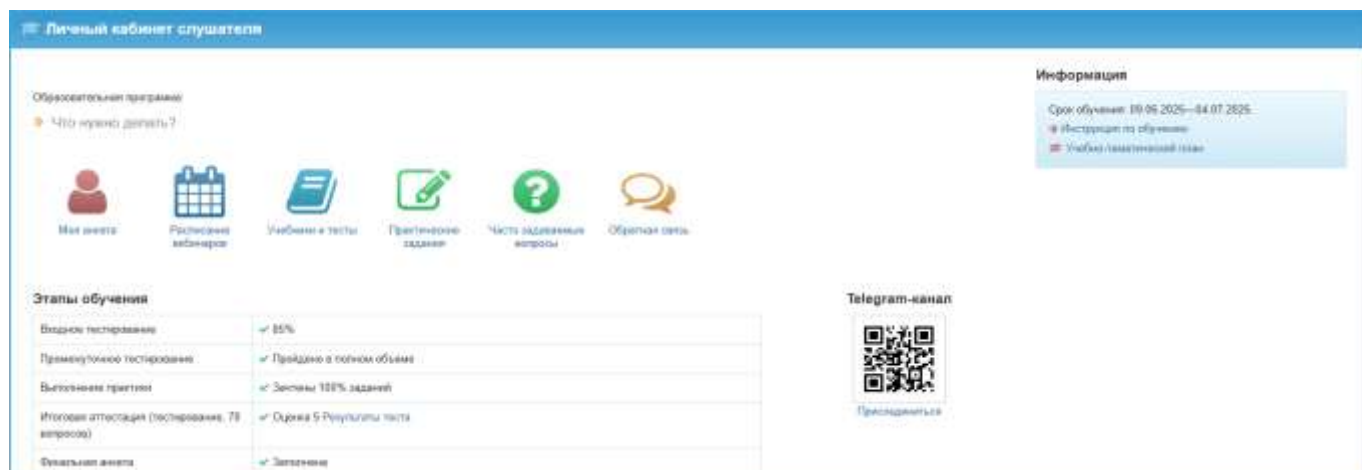 Личный кабинет слушателя
Информация
Образовательная программа:
Что нужно делать?
Срок обучения: 09.06.2025—04.07.2025
Инструкция по обучению
Учебно-тематический план
Моя анкета
Расписание вебинаров
Учебники и тесты
Практические задания
Часто задаваемые вопросы
Обратная связь
Этапы обучения
Telegram-канал
Входное тестирование
85%
Промежуточное тестирование
Пройдено в полном объеме
Выполнение практики
Зачтены 100% заданий
Итоговая аттестация (тестирование, 70
вопросов)
Оценка 5 Результаты теста
Присоединиться
Финальная анкета
Заполнена